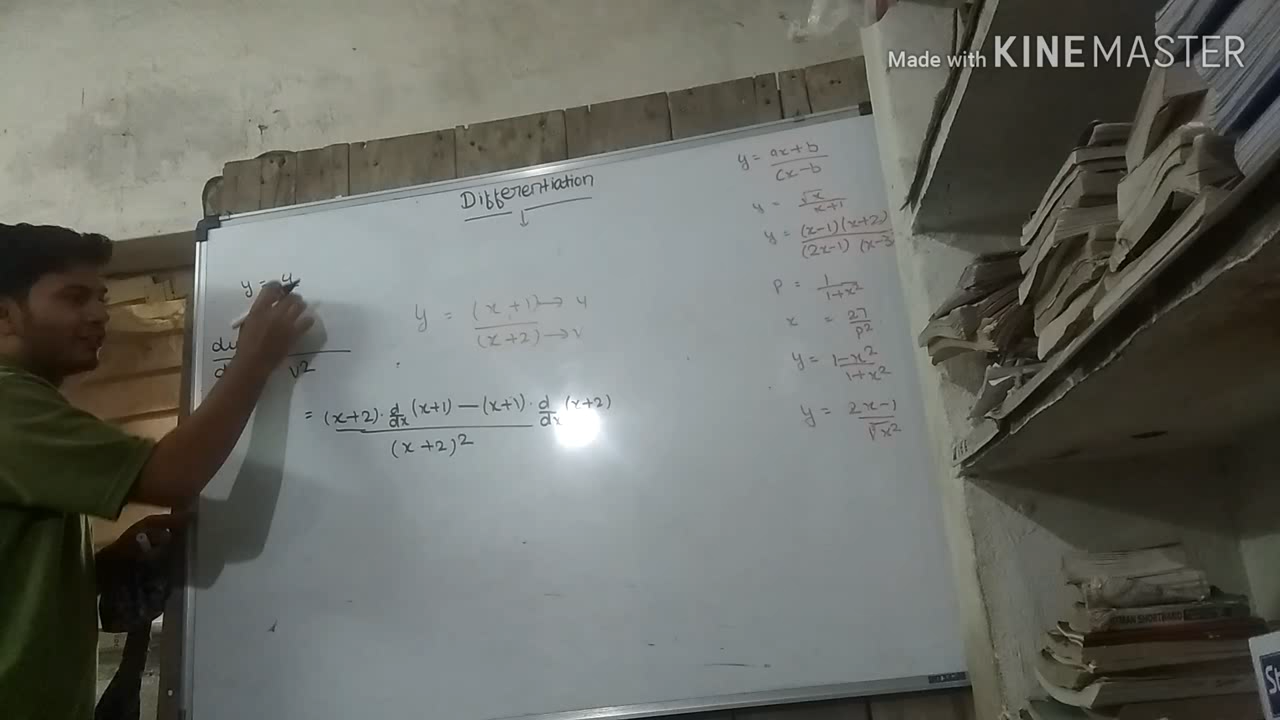 Made with KINEMASTER
Differentiation
y = u
du
v2
y = (x+1) → u
(x+2) → v
= (x+2) · d/dx (x+1) − (x+1) · d/dx (x+2)
(x+2)²
y = ax+b
cx−b
y = √x
x+1
y = (x-1)(x+2)
(2x-1) (x-3
p = 1
1+x²
x = 27
p²
y = 1-x²
1+x²
y = 2x-1
√x²